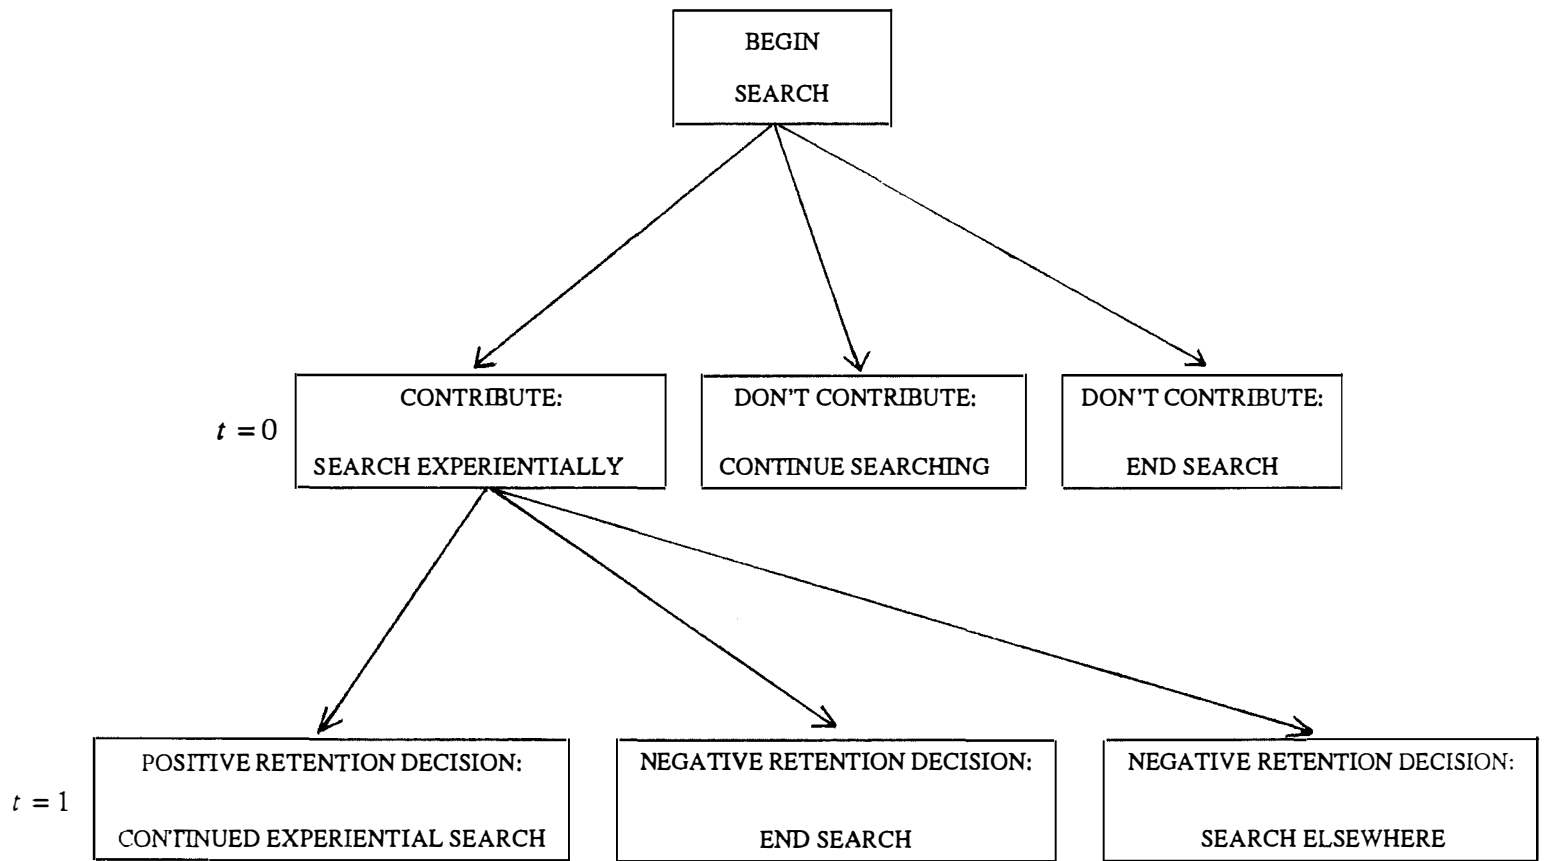 BEGIN
SEARCH
t = 0
CONTRIBUTE:
SEARCH EXPERIENTIALLY
DON'T CONTRIBUTE:
CONTINUE SEARCHING
DON'T CONTRIBUTE:
END SEARCH
t = 1
POSITIVE RETENTION DECISION:
CONTINUED EXPERIENTIAL SEARCH
NEGATIVE RETENTION DECISION:
END SEARCH
NEGATIVE RETENTION DECISION:
SEARCH ELSEWHERE